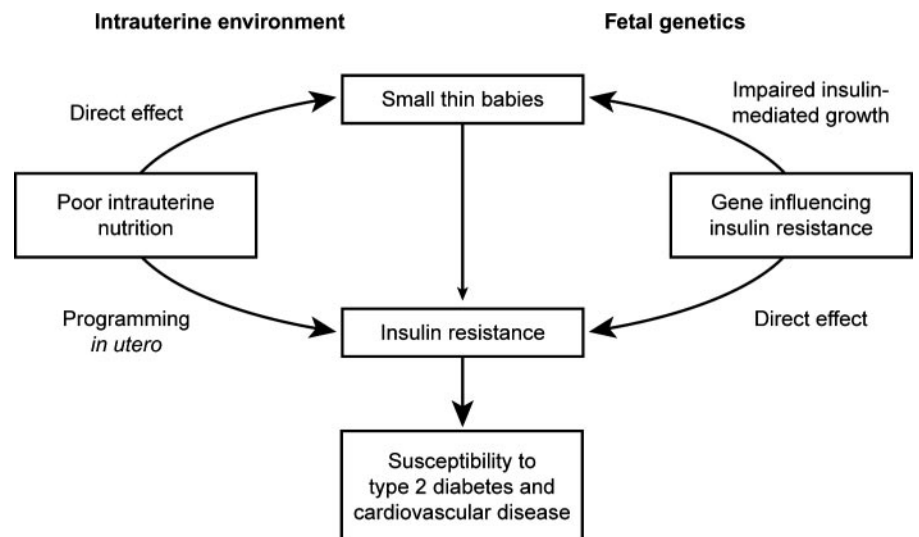 Intrauterine environment
Fetal genetics
Small thin babies
Direct effect
Impaired insulin-
mediated growth
Poor intrauterine
nutrition
Gene influencing
insulin resistance
Programming
in utero
Insulin resistance
Direct effect
Susceptibility to
type 2 diabetes and
cardiovascular disease